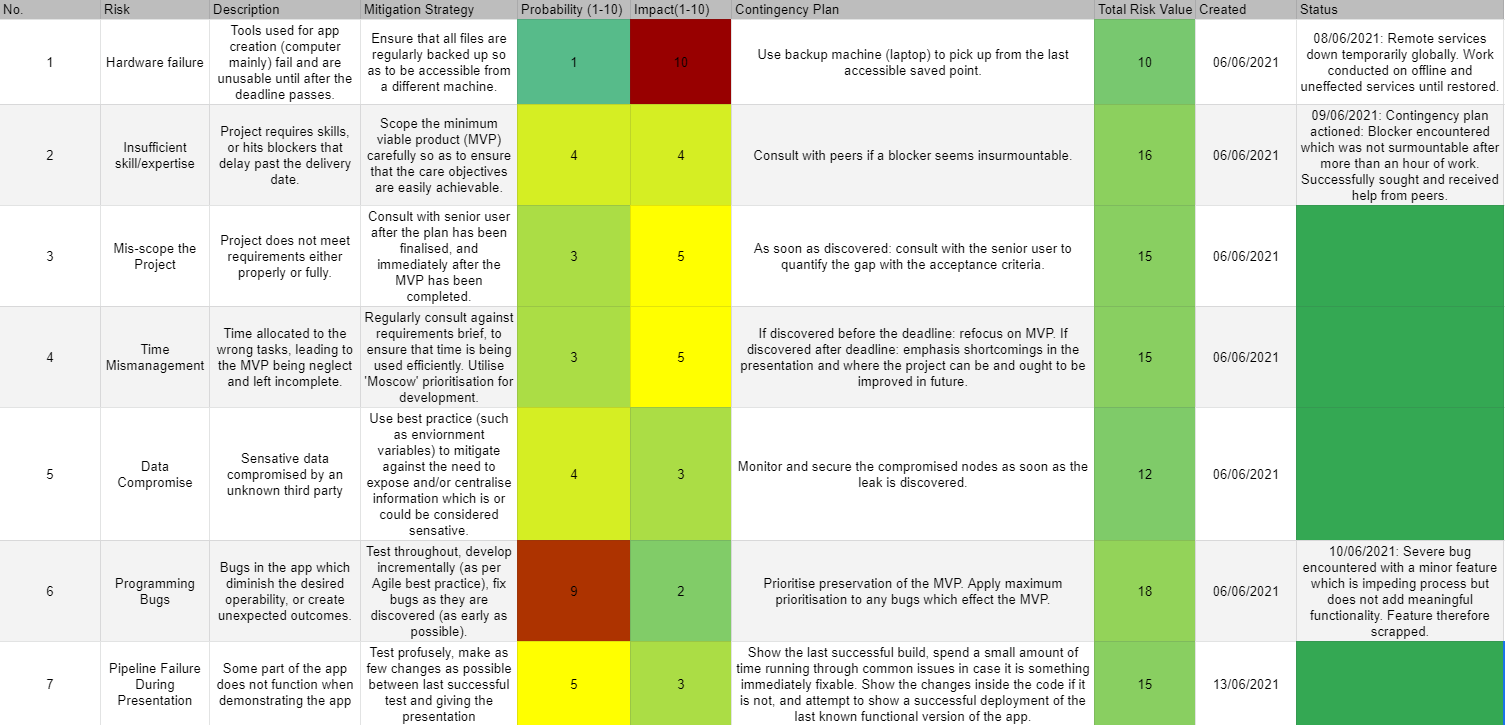 No. Risk Description Mitigation Strategy Probability (1-10) Impact(1-10) Contingency Plan Total Risk Value Created Status
1
Hardware failure
Tools used for app
creation (computer
mainly) fail and are
unusable until after the
deadline passes.
Ensure that all files are
regularly backed up so
as to be accessible from
a different machine.
1
10
Use backup machine (laptop) to pick up from the last
accessible saved point.
10
06/06/2021
08/06/2021: Remote services
down temporarily globally. Work
conducted on offline and
uneffected services until restored.
2
Insufficient
skill/expertise
Project requires skills,
or hits blockers that
delay past the delivery
date.
Scope the minimum
viable product (MVP)
carefully so as to ensure
that the care objectives
are easily achievable.
4
4
Consult with peers if a blocker seems insurmountable.
16
06/06/2021
09/06/2021: Contingency plan
actioned: Blocker encountered
which was not surmountable after
more than an hour of work.
Successfully sought and received
help from peers.
3
Mis-scope the
Project
Project does not meet
requirements either
properly or fully.
Consult with senior user
after the plan has been
finalised, and
immediately after the
MVP has been
completed.
3
5
As soon as discovered: consult with the senior user to
quantify the gap with the acceptance criteria.
15
06/06/2021
4
Time
Mismanagement
Time allocated to the
wrong tasks, leading to
the MVP being neglect
and left incomplete.
Regularly consult against
requirements brief, to
ensure that time is being
used efficiently. Utilise
'Moscow' prioritisation for
development.
3
5
If discovered before the deadline: refocus on MVP. If
discovered after deadline: emphasis shortcomings in the
presentation and where the project can be and ought to be
improved in future.
15
06/06/2021
5
Data
Compromise
Sensative data
compromised by an
unknown third party
Use best practice (such
as enviornment
variables) to mitigate
against the need to
expose and/or centralise
information which is or
could be considered
sensative.
4
3
Monitor and secure the compromised nodes as soon as the
leak is discovered.
12
06/06/2021
6
Programming
Bugs
Bugs in the app which
diminish the desired
operability, or create
unexpected outcomes.
Test throughout, develop
incrementally (as per
Agile best practice), fix
bugs as they are
discovered (as early as
possible).
9
2
Prioritise preservation of the MVP. Apply maximum
prioritisation to any bugs which effect the MVP.
18
06/06/2021
10/06/2021: Severe bug
encountered with a minor feature
which is impeding process but
does not add meaningful
functionality. Feature therefore
scrapped.
7
Pipeline Failure
During
Presentation
Some part of the app
does not function when
demonstrating the app
Test profusely, make as
few changes as possible
between last successful
test and giving the
presentation
5
3
Show the last successful build, spend a small amount of
time running through common issues in case it is something
immediately fixable. Show the changes inside the code if it
is not, and attempt to show a successful deployment of the
last known functional version of the app.
15
13/06/2021